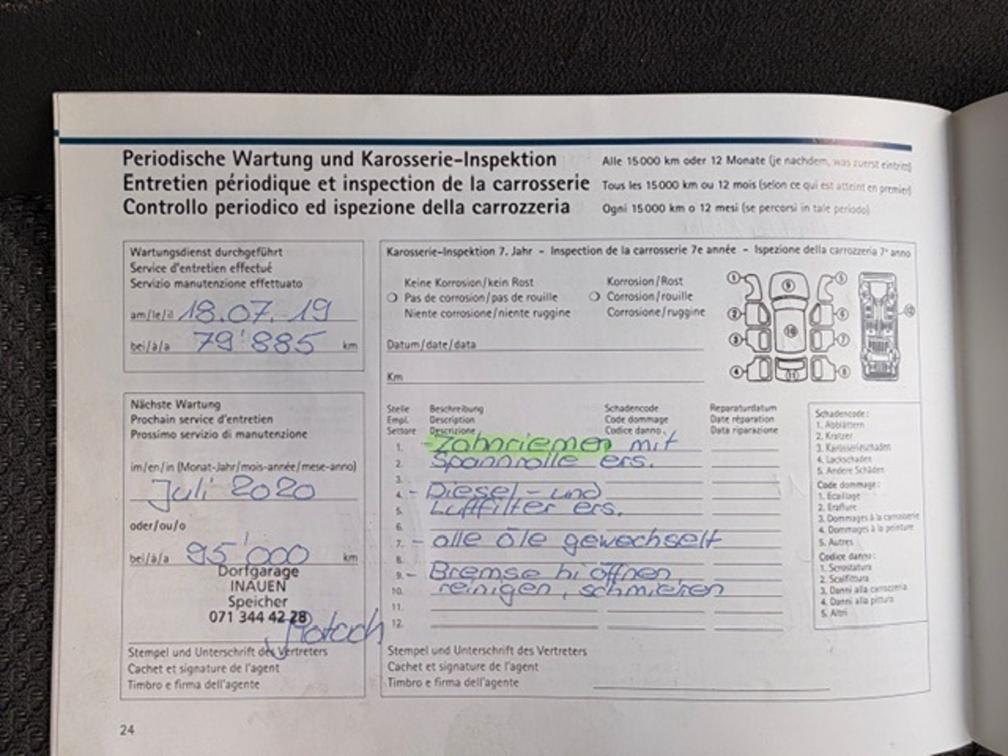 Periodische Wartung und Karosserie-Inspektion
Entretien périodique et inspection de la carrosserie
Controllo periodico ed ispezione della carrozzeria
Alle 15000 km oder 12 Monate (je nachdem, was zuerst eintritt)
Tous les 15000 km ou 12 mois (selon ce qui est atteint en premier)
Ogni 15000 km o 12 mesi (se percorsi in tale periodo)
Wartungsdienst durchgeführt
Service d'entretien effectué
Servizio manutenzione effettuato
am/le/il 18.07.19
bei/à/a 79'885 km
Nächste Wartung
Prochain service d'entretien
Prossimo servizio di manutenzione
im/en/in (Monat-Jahr/mois-année/mese-anno)
Juli 2020
oder/ou/o
bei/à/a 95'000 km
Dorfgarage
INAUEN
Speicher
071 344 42 28
Stempel und Unterschrift des Vertreters
Cachet et signature de l'agent
Timbro e firma dell'agente
Karosserie-Inspektion 7. Jahr - Inspection de la carrosserie 7e année - Ispezione della carrozzeria 7° anno
Keine Korrosion/kein Rost
Pas de corrosion/pas de rouille
Niente corrosione/niente ruggine
Korrosion/Rost
Corrosion/rouille
Corrosione/ruggine
Datum/date/data
Km
Stelle Beschreibung Schadencode Reparaturdatum
Empl. Description Code dommage Date réparation
Settore Descrizione Codice danno Data riparazione
1. - Zahnriemen mit
2. Spannrolle ers.
3.
4. - Diesel - und
5. Luftfilter ers.
6.
7. - alle Öle gewechselt
8.
9. - Bremse hi öffnen,
10. reinigen, schmieren
11.
12.
Stempel und Unterschrift des Vertreters
Cachet et signature de l'agent
Timbro e firma dell'agente
Schadencode:
1. Abblättern
2. Kratzer
3. Karosserieschaden
4. Lackschaden
5. Andere Schäden
Code dommage:
1. Ecaillage
2. Eraflure
3. Dommages à la carrosserie
4. Dommages à la peinture
5. Autres
Codice danno:
1. Scrostatura
2. Scalfittura
3. Danni alla carrozzeria
4. Danni alla pittura
5. Altri
24